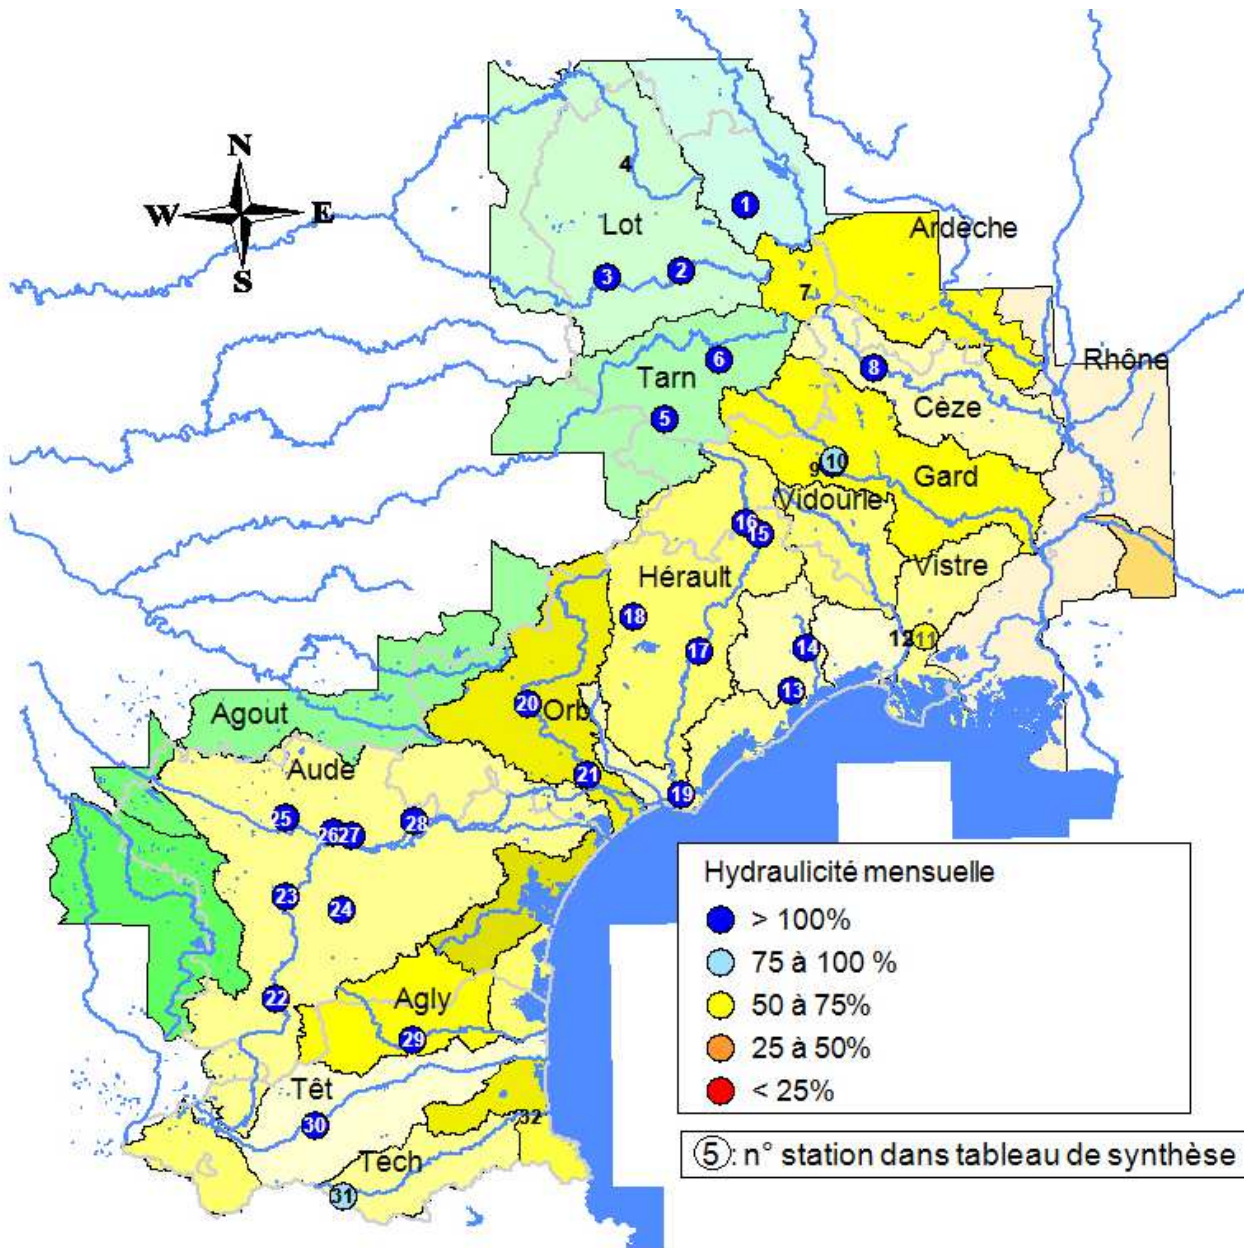 N
W
E
S
4
1
Lot
Ardèche
3
2
7
6
8
Rhône
Tarn
5
Cèze
9
10
Gard
Vidourle
16
15
Hérault
Vistre
18
17
14
12
11
13
20
Orb
Agout
21
Aude
19
25
26
27
28
23
24
22
Agly
29
Têt
30
32
Tech
31
Hydraulicité mensuelle
> 100%
75 à 100 %
50 à 75%
25 à 50%
< 25%
5 : n° station dans tableau de synthèse